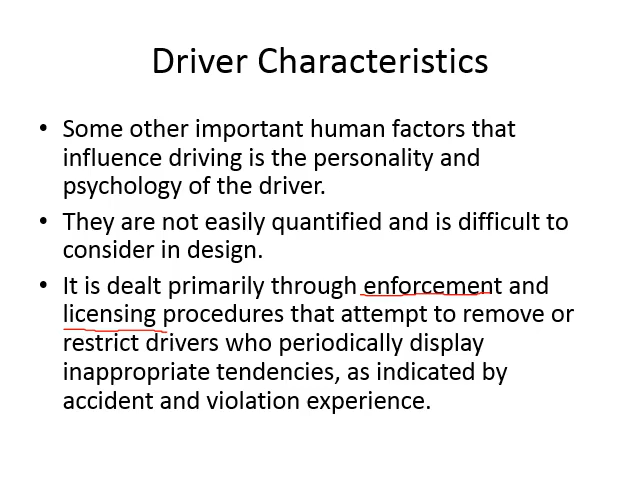 Driver Characteristics
• Some other important human factors that
influence driving is the personality and
psychology of the driver.
• They are not easily quantified and is difficult to
consider in design.
• It is dealt primarily through enforcement and
licensing procedures that attempt to remove or
restrict drivers who periodically display
inappropriate tendencies, as indicated by
accident and violation experience.